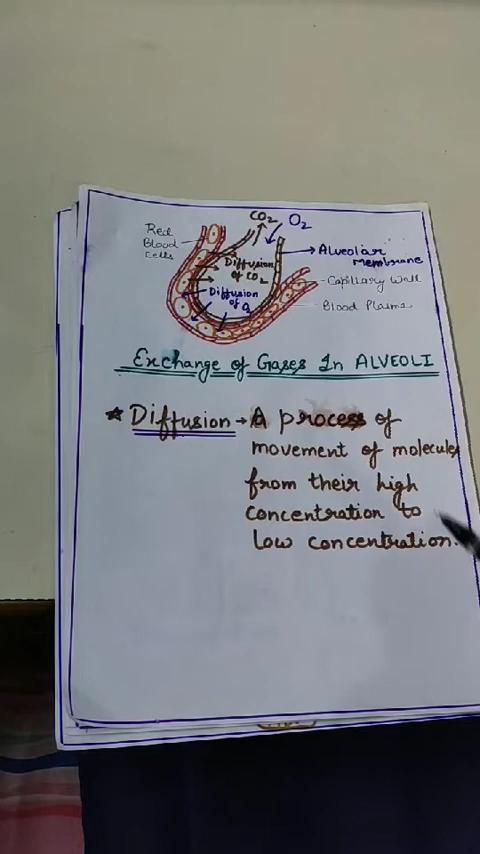 CO2
O2
Red
Blood
Cells
Alveolar
Membrane
Diffusion
of CO2
Capillary Wall
Diffusion
of O2
Blood Plasma
Exchange of Gases In ALVEOLI
* Diffusion → A process of
movement of molecules
from their high
concentration to
low concentration.